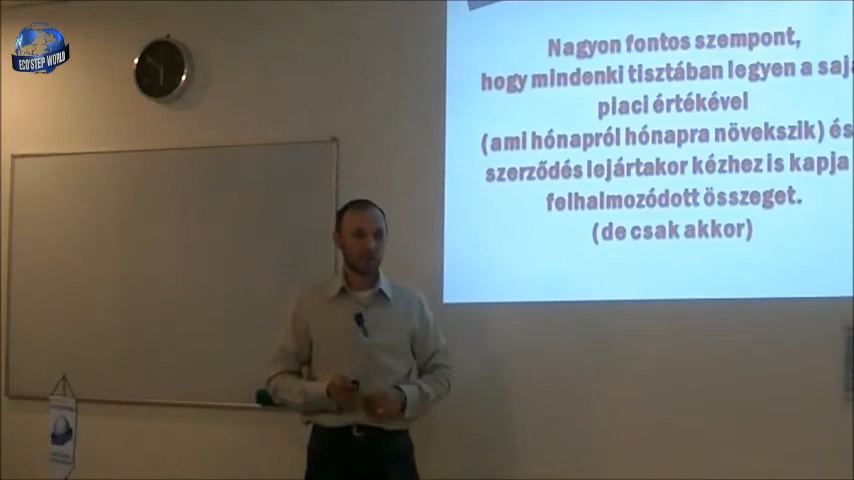 ECO STEP WORLD
Nagyon fontos szempont,
hogy mindenki tisztában legyen a saj
piaci értékével
(ami hónapról hónapra növekszik) és
szerződés lejártakor kézhez is kapja
felhalmozódott összeget.
(de csak akkor)